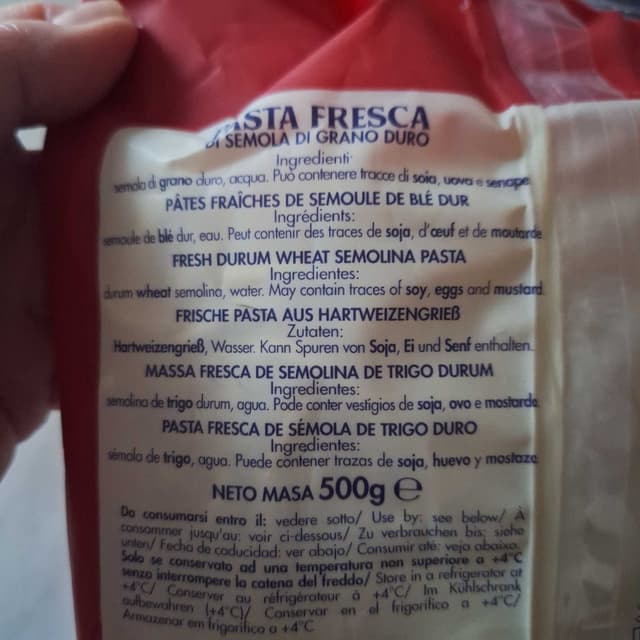 PASTA FRESCA
di SEMOLA DI GRANO DURO
Ingredienti:
semola di grano duro, acqua. Può contenere tracce di soia, uova e senape.
PÂTES FRAÎCHES DE SEMOULE DE BLÉ DUR
Ingrédients:
semoule de blé dur, eau. Peut contenir des traces de soja, d'œuf et de moutarde.
FRESH DURUM WHEAT SEMOLINA PASTA
Ingredientes:
durum wheat semolina, water. May contain traces of soy, eggs and mustard.
FRISCHE PASTA AUS HARTWEIZENGRIEß
Zutaten:
Hartweizengrieß, Wasser. Kann Spuren von Soja, Ei und Senf enthalten.
MASSA FRESCA DE SEMOLINA DE TRIGO DURUM
Ingredientes:
semolina de trigo durum, agua. Pode conter vestigios de soja, ovo e mostarda.
PASTA FRESCA DE SÉMOLA DE TRIGO DURO
Ingredientes:
sémola de trigo, agua. Puede contener trazas de soja, huevo y mostaza.
NETO MASA 500g ℮
Da consumarsi entro il: vedere sotto/ Use by: see below/ À
consommer jusqu'au: voir ci-dessous/ Zu verbrauchen bis: siehe
unten/ Fecha de caducidad: ver abajo/ Consumir até: veja abaixo.
Solo se conservato ad una temperatura non superiore a +4°C
senza interrompere la catena del freddo/ Store in a refrigerator at
+4°C/ Conserver au réfrigérateur à +4°C/ Im Kühlschrank
aufbewahren (+4°C)/ Conservar en el frigorífico a +4°C/
Armazenar em frigorífico a +4°C